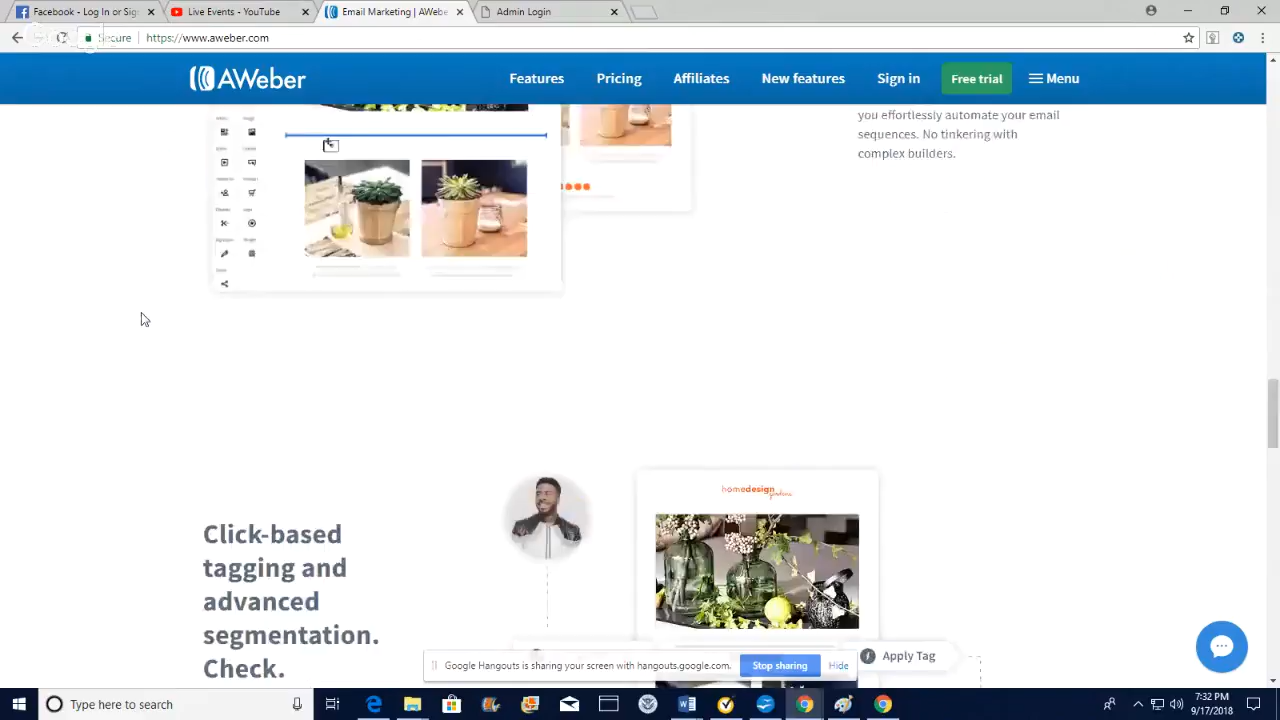 Facebook - Log In or Sig
Live Events - YouTube
Email Marketing | AWebe
Admin Login
Secure
https://www.aweber.com
AWeber
Features
Pricing
Affiliates
New features
Sign in
Free trial
Menu
you effortlessly automate your email
sequences. No tinkering with
complex builders.
homedesign
Click-based
tagging and
advanced
segmentation.
Check.
Apply Tag
Google Hangouts is sharing your screen with hangouts.google.com.
Stop sharing
Hide
Type here to search
2:32 PM
9/17/2018